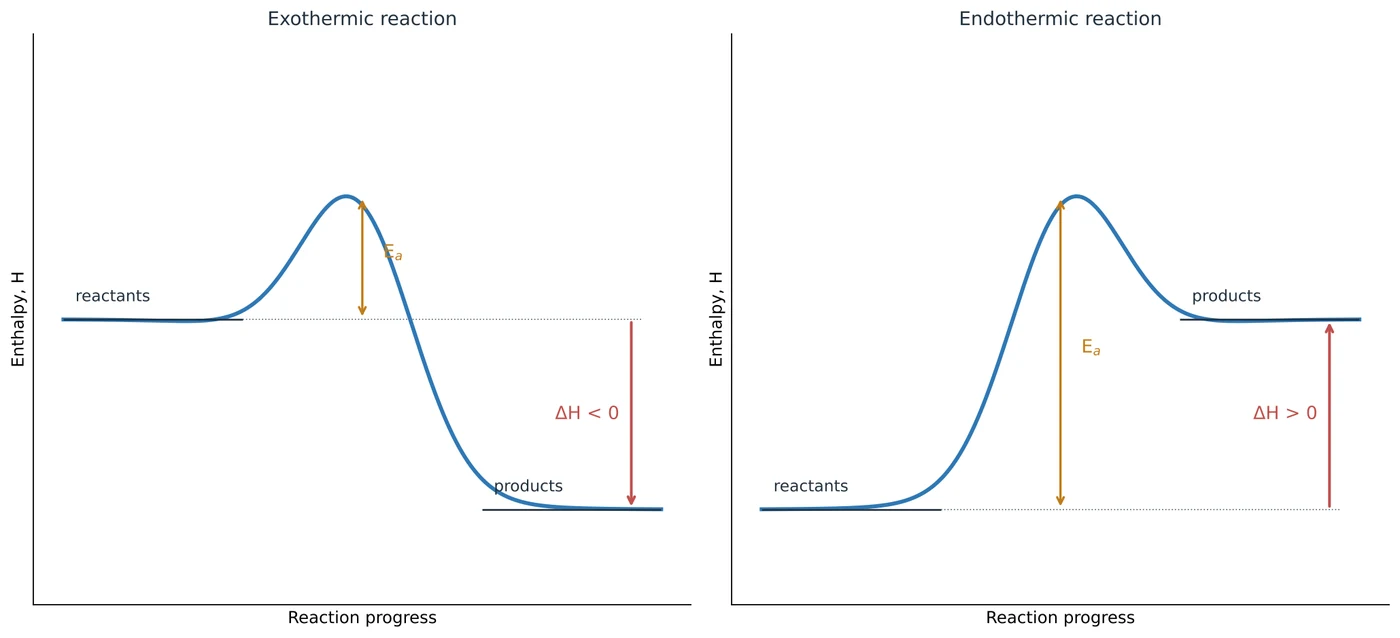 Exothermic reaction
Enthalpy, H
reactants
Eₐ
ΔH < 0
products
Reaction progress
Endothermic reaction
Enthalpy, H
products
Eₐ
ΔH > 0
reactants
Reaction progress